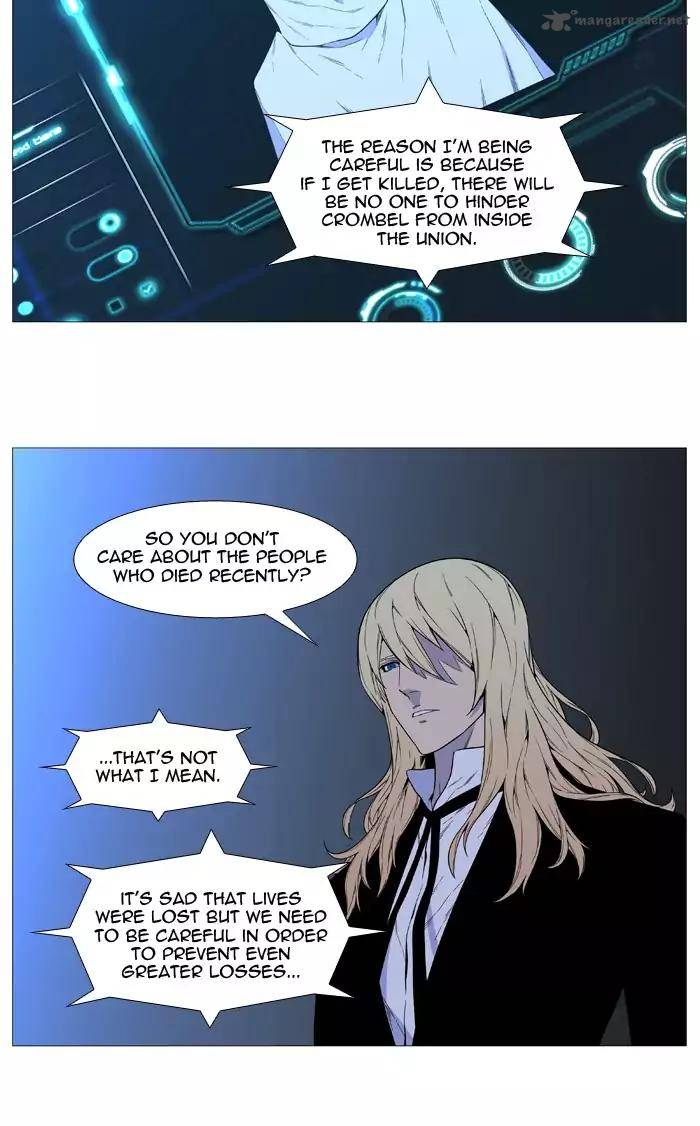 mangareader.net
THE REASON I'M BEING
CAREFUL IS BECAUSE
IF I GET KILLED, THERE WILL
BE NO ONE TO HINDER
CROMBEL FROM INSIDE
THE UNION.
SO YOU DON'T
CARE ABOUT THE PEOPLE
WHO DIED RECENTLY?
...THAT'S NOT
WHAT I MEAN.
IT'S SAD THAT LIVES
WERE LOST BUT WE NEED
TO BE CAREFUL IN ORDER
TO PREVENT EVEN
GREATER LOSSES...